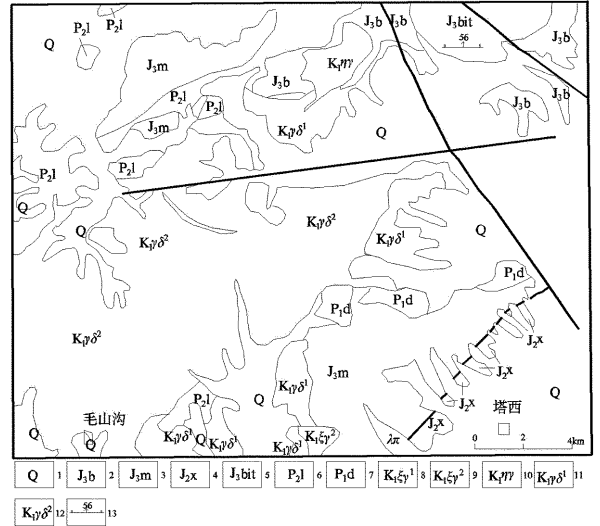 Q
P₂l
P₂l
J₃b
J₃b
J₃bit
56
J₃b
J₃m
K₁ηγ
J₃b
P₂l
P₂l
J₃b
J₃b
J₃m
K₁γδ¹
Q
P₂l
P₂l
Q
Q
K₁γδ²
K₁γδ²
K₁γδ¹
Q
P₁d
P₁d
P₁d
K₁γδ²
J₃m
J₂x
J₂x
K₁γδ¹
P₂l
Q
Q
J₂x
塔西
毛山沟
J₂x
Q
Q
K₁γδ¹
Q
K₁γδ¹
K₁γδ¹
K₁ξγ²
λπ
0 2 4km
Q 1 J₃b 2 J₃m 3 J₂x 4 J₃bit 5 P₂l 6 P₁d 7 K₁ξγ¹ 8 K₁ξγ² 9 K₁ηγ 10 K₁γδ¹ 11
K₁γδ² 12 56 13